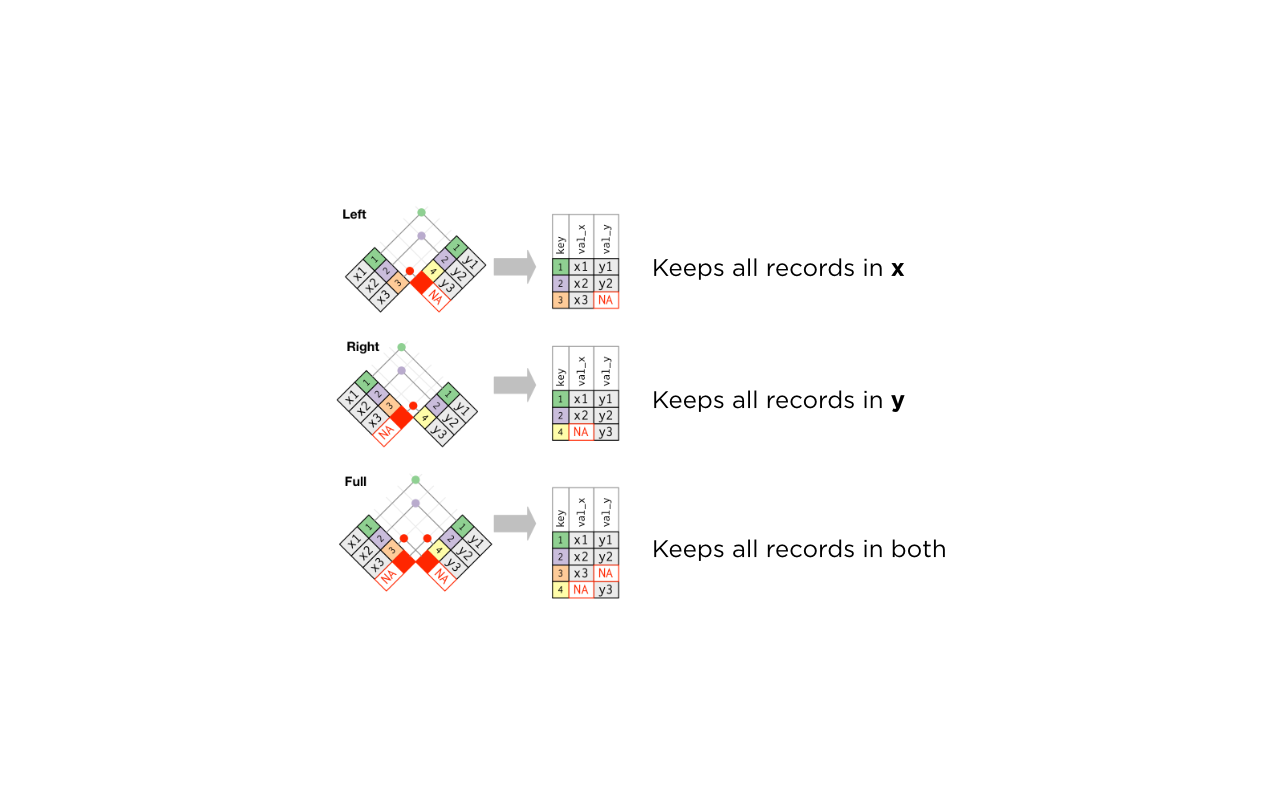 Left
1 x1
2 x2
3 x3
1 y1
2 y2
4 y3
NA
key val_x val_y
1 x1 y1
2 x2 y2
3 x3 NA
Keeps all records in x
Right
1 x1
2 x2
3 x3
NA
1 y1
2 y2
4 y3
key val_x val_y
1 x1 y1
2 x2 y2
4 NA y3
Keeps all records in y
Full
1 x1
2 x2
3 x3
NA
1 y1
2 y2
4 y3
NA
key val_x val_y
1 x1 y1
2 x2 y2
3 x3 NA
4 NA y3
Keeps all records in both